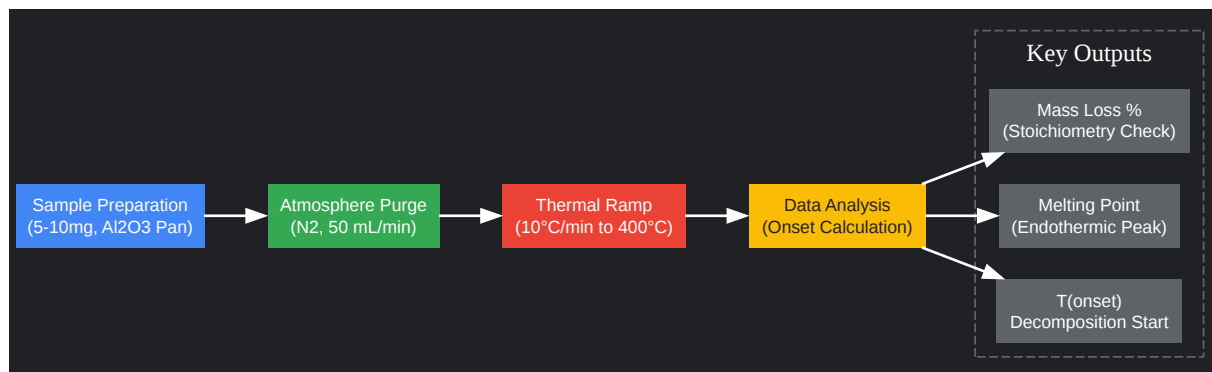 Sample Preparation
(5-10mg, Al2O3 Pan)
Atmosphere Purge
(N2, 50 mL/min)
Thermal Ramp
(10°C/min to 400°C)
Data Analysis
(Onset Calculation)
Key Outputs
Mass Loss %
(Stoichiometry Check)
Melting Point
(Endothermic Peak)
T(onset)
Decomposition Start